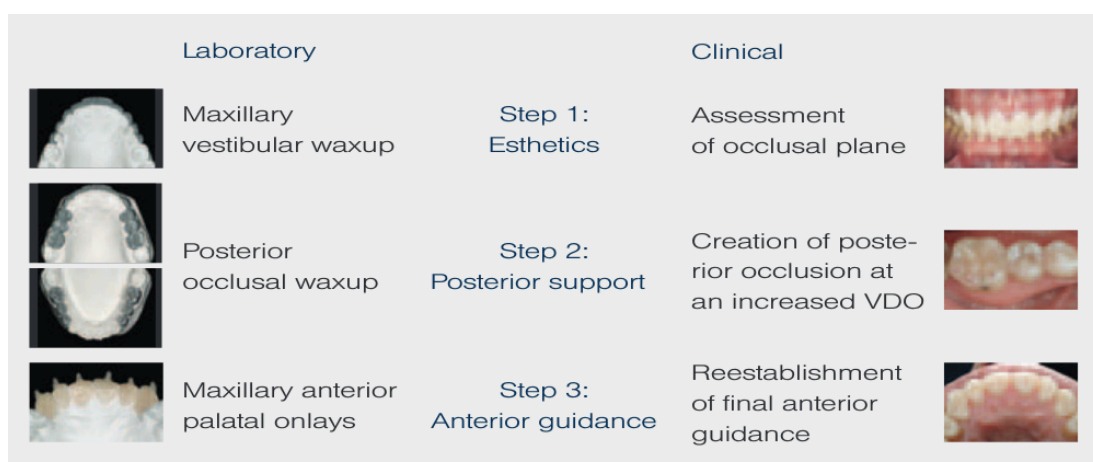 Laboratory
Clinical
Maxillary
vestibular waxup
Step 1:
Esthetics
Assessment
of occlusal plane
Posterior
occlusal waxup
Step 2:
Posterior support
Creation of poste-
rior occlusion at
an increased VDO
Maxillary anterior
palatal onlays
Step 3:
Anterior guidance
Reestablishment
of final anterior
guidance